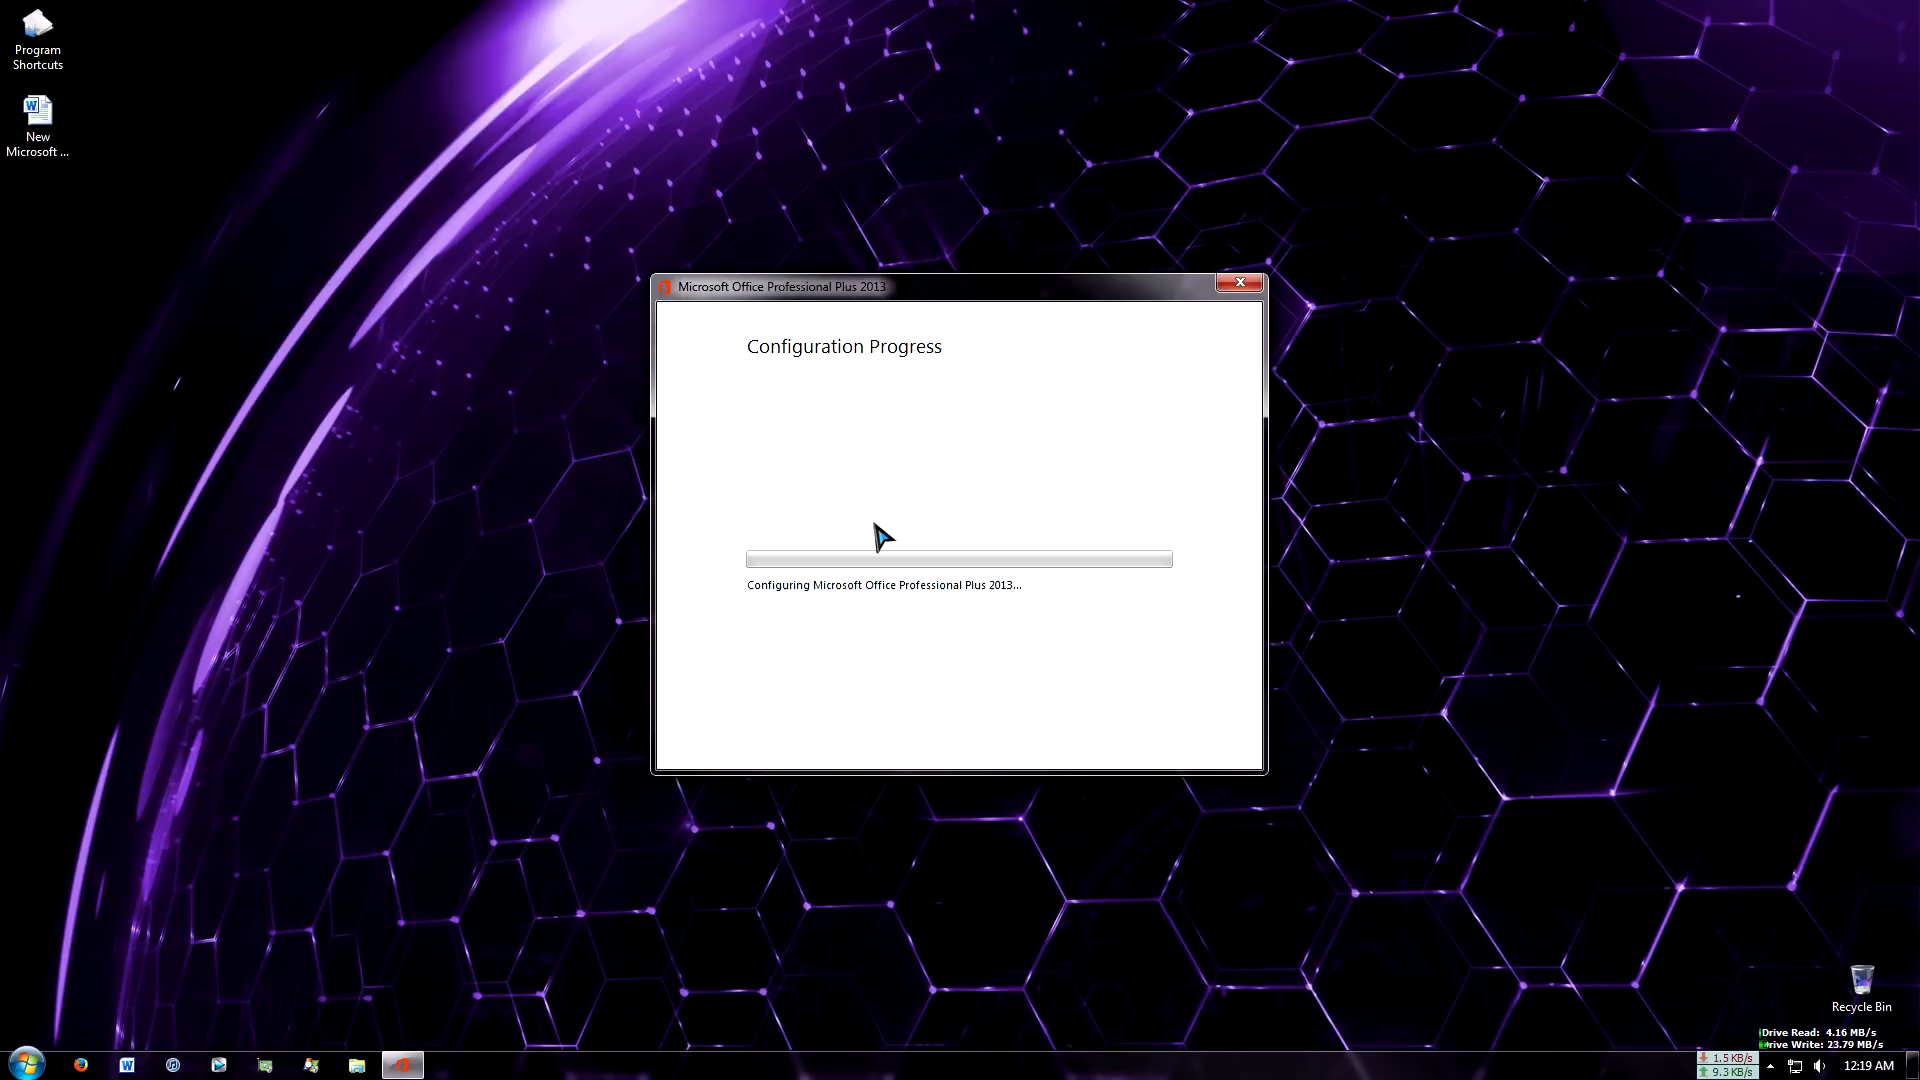 Program
Shortcuts
New
Microsoft ...
Microsoft Office Professional Plus 2013
Configuration Progress
Configuring Microsoft Office Professional Plus 2013...
Recycle Bin
Drive Read: 4.16 MB/s
Drive Write: 23.79 MB/s
1.5 KB/s
9.3 KB/s
12:19 AM